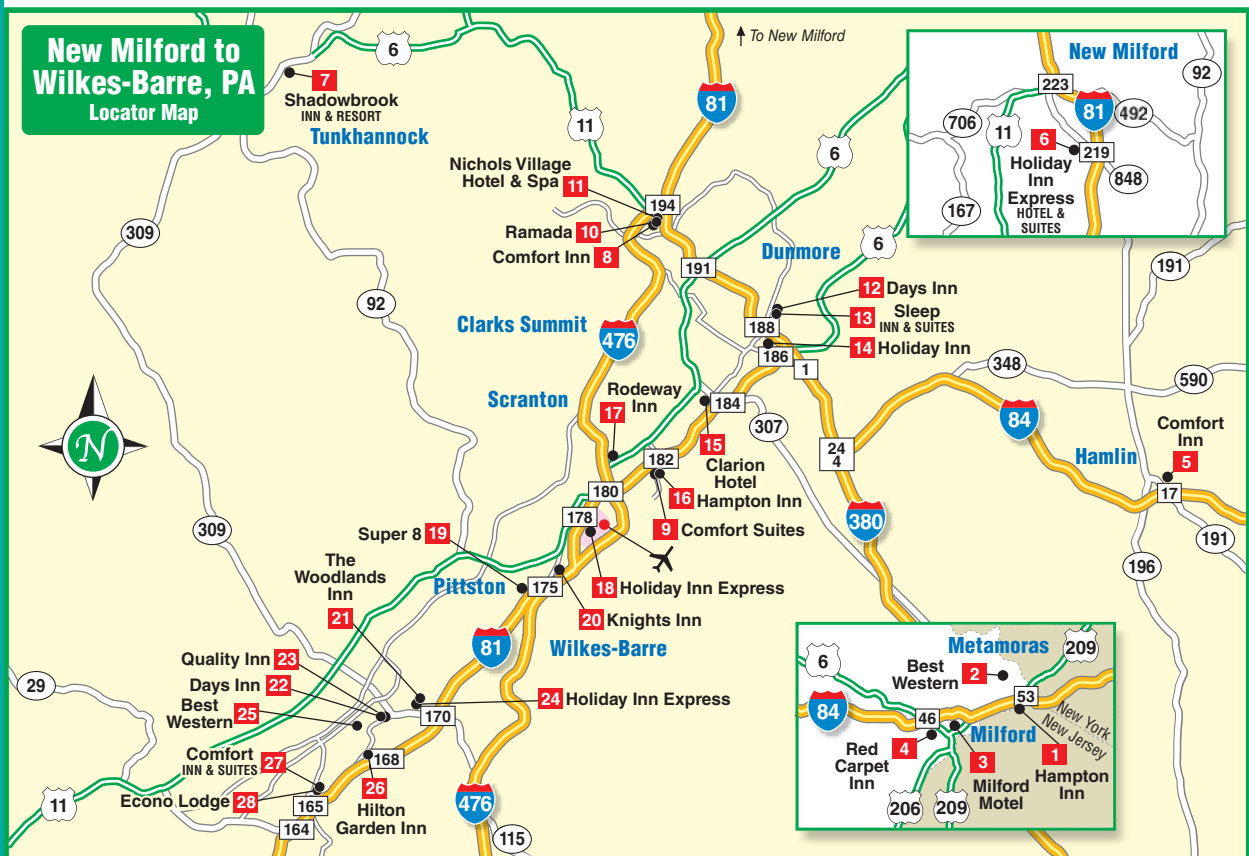 New Milford to
Wilkes-Barre, PA
Locator Map
6
7
Shadowbrook
INN & RESORT
Tunkhannock
To New Milford
81
11
6
Nichols Village
Hotel & Spa 11
194
Ramada 10
Comfort Inn 8
New Milford
92
223
81
492
706
11
6
219
Holiday
Inn
Express
HOTEL &
SUITES
848
167
309
92
191
Dunmore
6
191
12 Days Inn
13 Sleep
INN & SUITES
188
14 Holiday Inn
186
1
Clarks Summit
476
348
590
Scranton
Rodeway
Inn
17
184
307
84
N
15
Clarion
Hotel
24
4
Hamlin
Comfort
Inn
5
17
182
16 Hampton Inn
180
9 Comfort Suites
380
191
309
178
Super 8 19
196
The
Woodlands
Inn
21
Pittston
175
18 Holiday Inn Express
20 Knights Inn
81
Wilkes-Barre
Quality Inn 23
29
Days Inn 22
Best
Western 25
24 Holiday Inn Express
170
Comfort
INN & SUITES 27
168
Econo Lodge 28
26
Hilton
Garden Inn
11
165
164
476
115
Metamoras
209
6
Best
Western
2
53
84
46
New York
New Jersey
Milford
4
Red
Carpet
Inn
3
Milford
Motel
1
Hampton
Inn
206
209